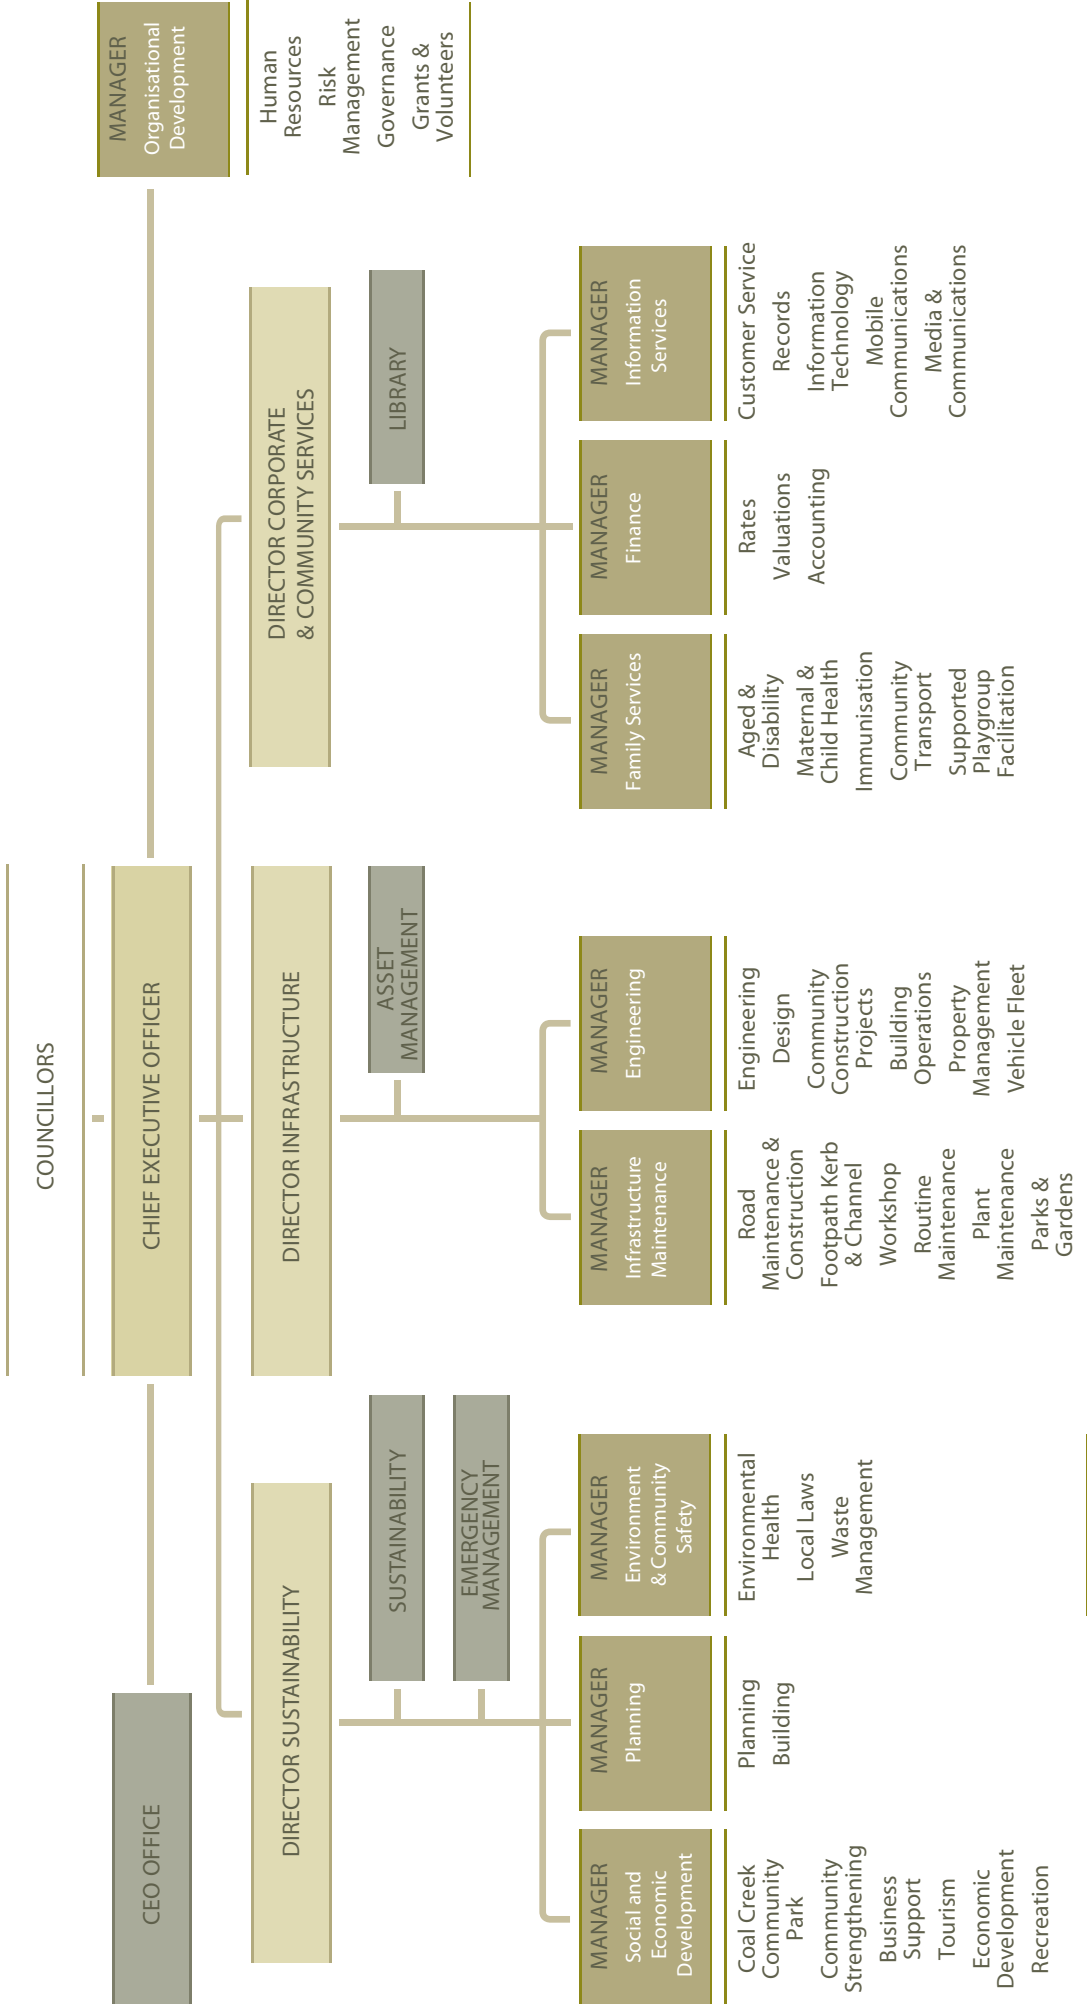 COUNCILLORS
CEO OFFICE
CHIEF EXECUTIVE OFFICER
MANAGER
Organisational
Development
Human
Resources
Risk
Management
Governance
Grants &
Volunteers
DIRECTOR SUSTAINABILITY
SUSTAINABILITY
EMERGENCY
MANAGEMENT
MANAGER
Social and
Economic
Development
Coal Creek
Community
Park
Community
Strengthening
Business
Support
Tourism
Economic
Development
Recreation
MANAGER
Planning
Planning
Building
MANAGER
Environment
& Community
Safety
Environmental
Health
Local Laws
Waste
Management
DIRECTOR INFRASTRUCTURE
ASSET
MANAGEMENT
MANAGER
Infrastructure
Maintenance
Road
Maintenance &
Construction
Footpath Kerb
& Channel
Workshop
Routine
Maintenance
Plant
Maintenance
Parks &
Gardens
MANAGER
Engineering
Engineering
Design
Community
Construction
Projects
Building
Operations
Property
Management
Vehicle Fleet
DIRECTOR CORPORATE
& COMMUNITY SERVICES
LIBRARY
MANAGER
Family Services
Aged &
Disability
Maternal &
Child Health
Immunisation
Community
Transport
Supported
Playgroup
Facilitation
MANAGER
Finance
Rates
Valuations
Accounting
MANAGER
Information
Services
Customer Service
Records
Information
Technology
Mobile
Communications
Media &
Communications